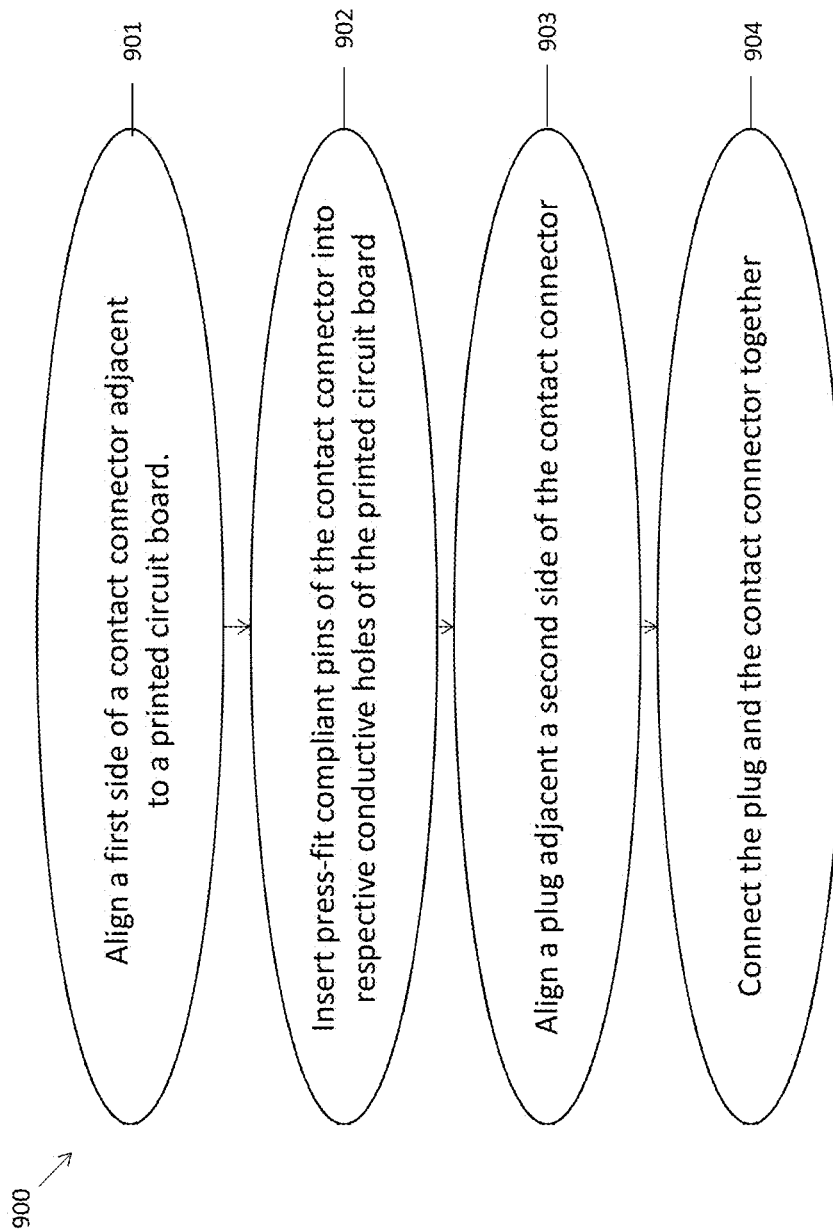 900
Align a first side of a contact connector adjacent
to a printed circuit board.
901
Insert press-fit compliant pins of the contact connector into
respective conductive holes of the printed circuit board
902
Align a plug adjacent a second side of the contact connector
903
Connect the plug and the contact connector together
904